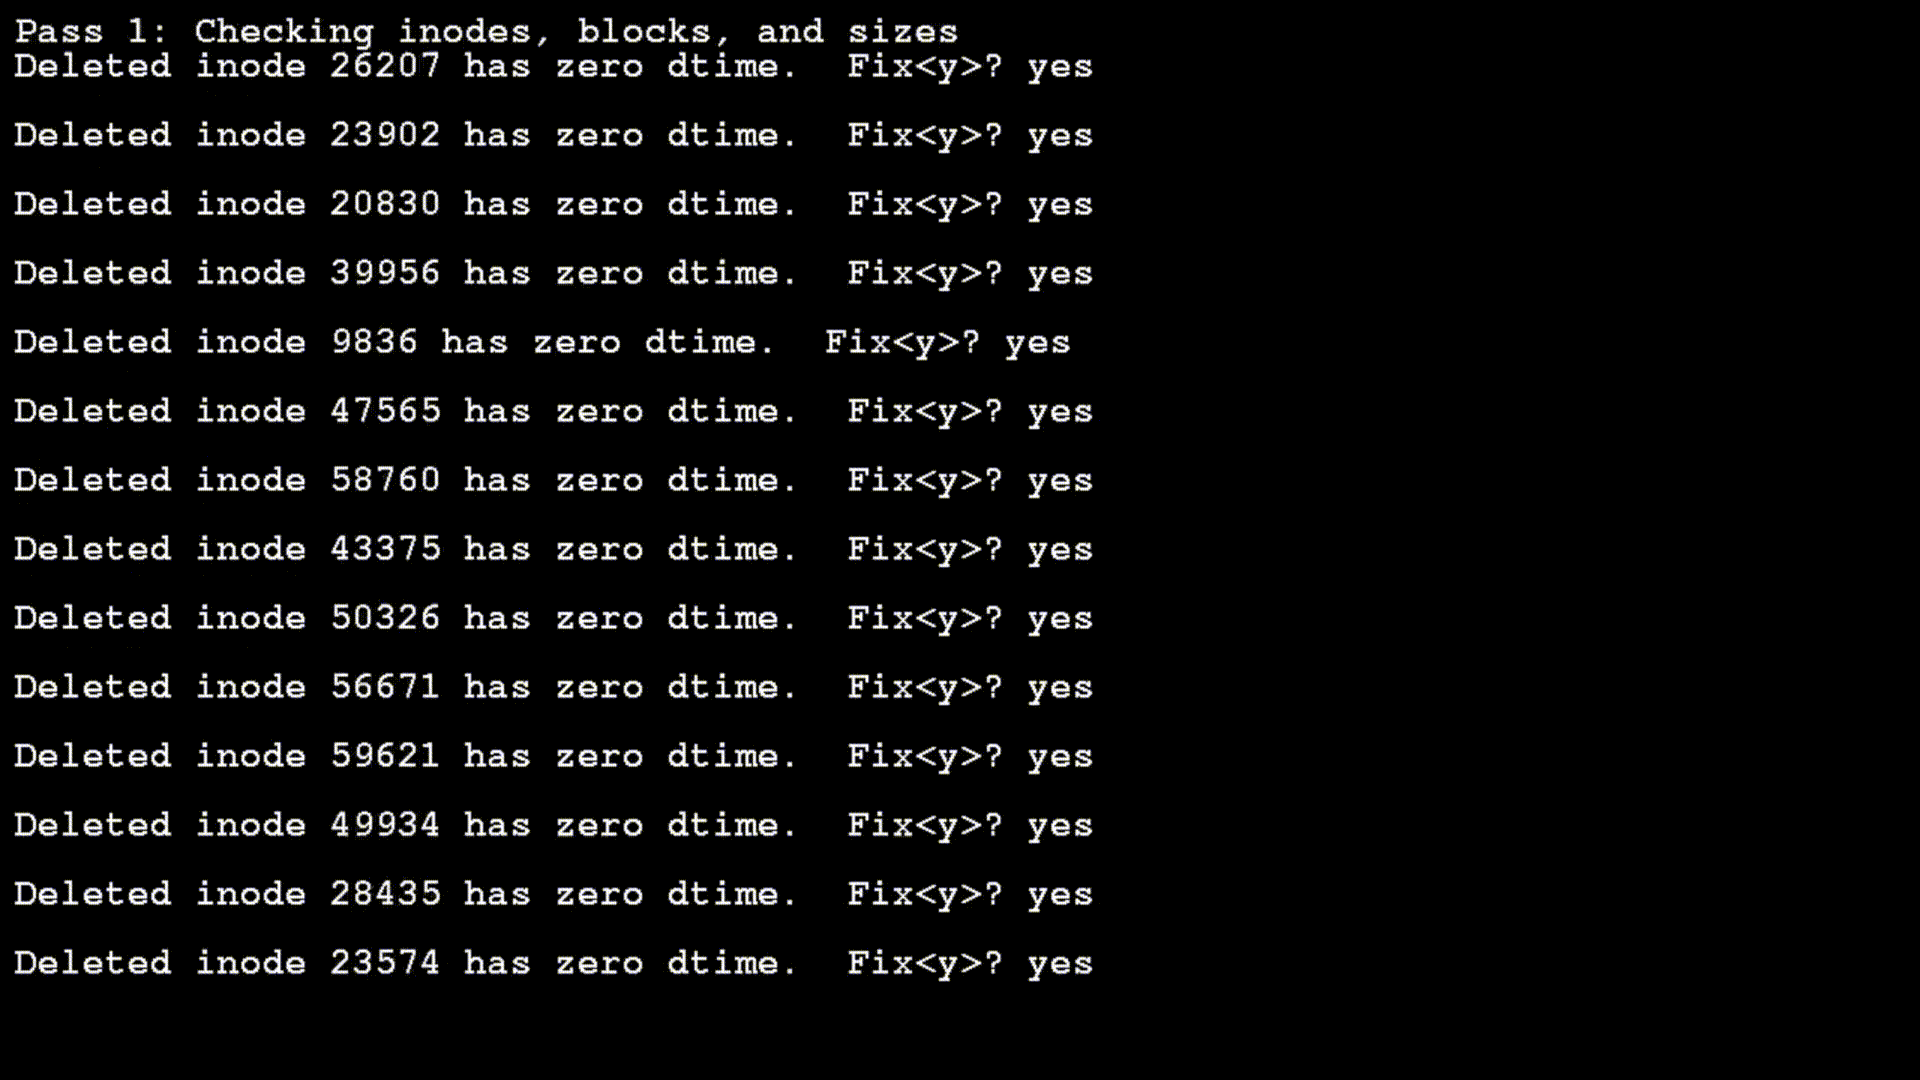 Pass 1: Checking inodes, blocks, and sizes
Deleted inode 26207 has zero dtime.  Fix<y>? yes
Deleted inode 23902 has zero dtime.  Fix<y>? yes
Deleted inode 20830 has zero dtime.  Fix<y>? yes
Deleted inode 39956 has zero dtime.  Fix<y>? yes
Deleted inode 9836 has zero dtime.  Fix<y>? yes
Deleted inode 47565 has zero dtime.  Fix<y>? yes
Deleted inode 58760 has zero dtime.  Fix<y>? yes
Deleted inode 43375 has zero dtime.  Fix<y>? yes
Deleted inode 50326 has zero dtime.  Fix<y>? yes
Deleted inode 56671 has zero dtime.  Fix<y>? yes
Deleted inode 59621 has zero dtime.  Fix<y>? yes
Deleted inode 49934 has zero dtime.  Fix<y>? yes
Deleted inode 28435 has zero dtime.  Fix<y>? yes
Deleted inode 23574 has zero dtime.  Fix<y>? yes